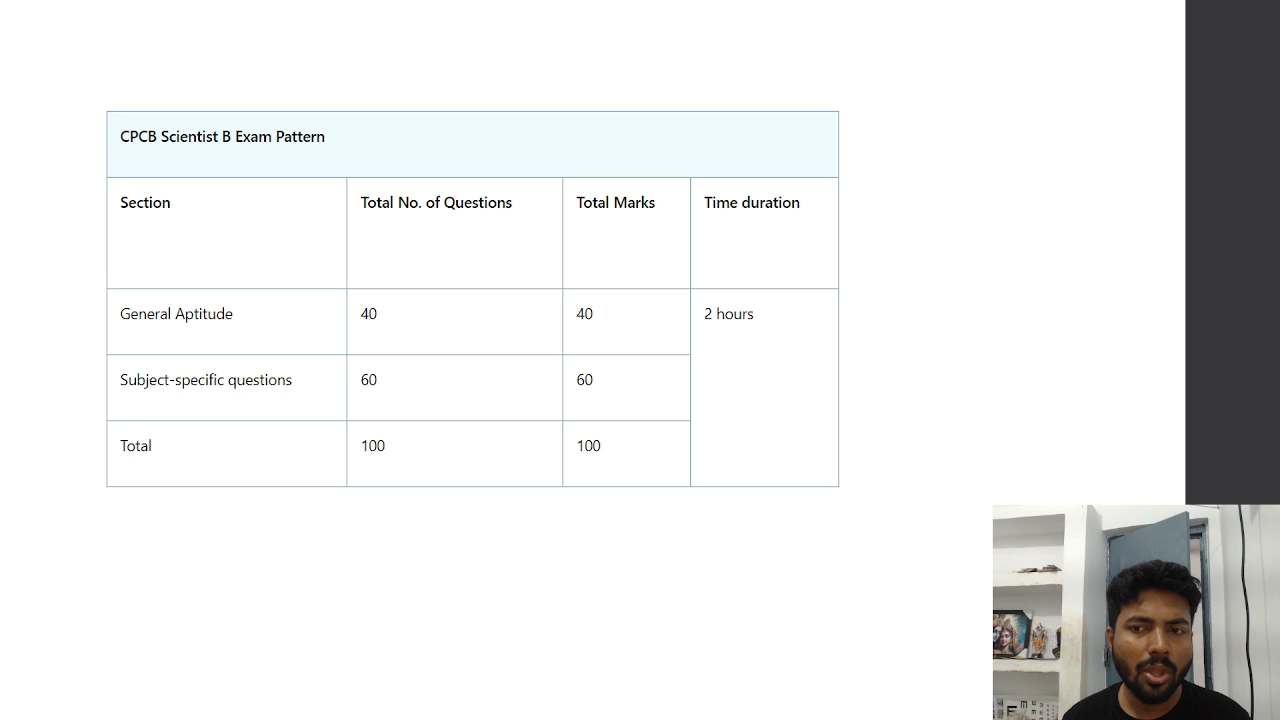 CPCB Scientist B Exam Pattern
Section Total No. of Questions Total Marks Time duration
General Aptitude 40 40 2 hours
Subject-specific questions 60 60
Total 100 100